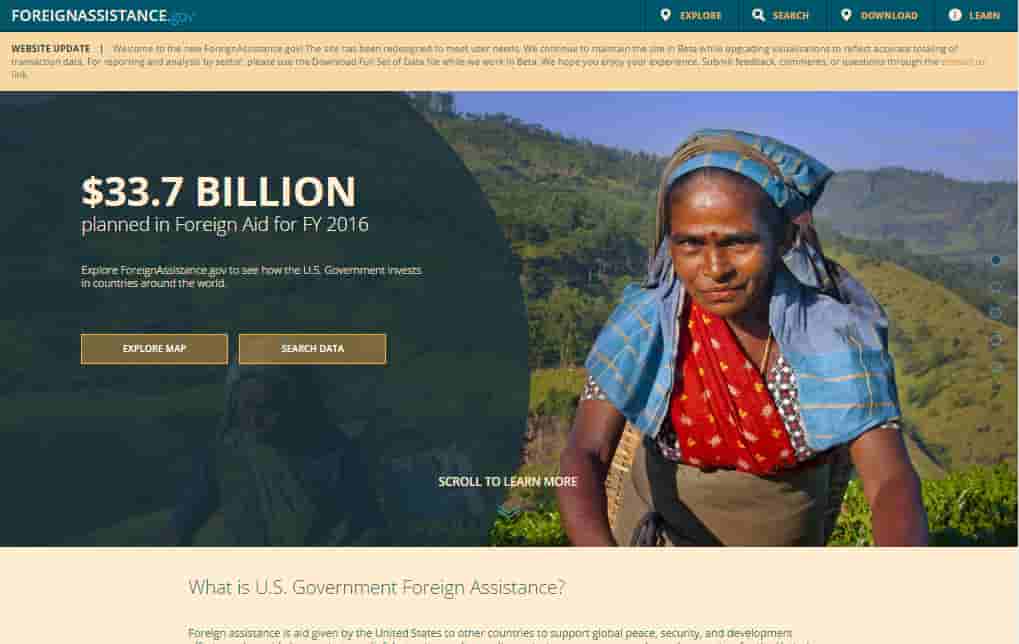 FOREIGNASSISTANCE.gov
EXPLORE
SEARCH
DOWNLOAD
LEARN
WEBSITE UPDATE | Welcome to the new ForeignAssistance.gov! The site has been redesigned to meet user needs. We continue to maintain the site in Beta while upgrading visualizations to reflect accurate totaling of
transaction data. For reporting and analysis by sector, please use the Download Full Set of Data file while we work in Beta. We hope you enjoy your experience. Submit feedback, comments, or questions through the contact us
link.
$33.7 BILLION
planned in Foreign Aid for FY 2016
Explore ForeignAssistance.gov to see how the U.S. Government invests
in countries around the world.
EXPLORE MAP
SEARCH DATA
SCROLL TO LEARN MORE
What is U.S. Government Foreign Assistance?
Foreign assistance is aid given by the United States to other countries to support global peace, security, and development